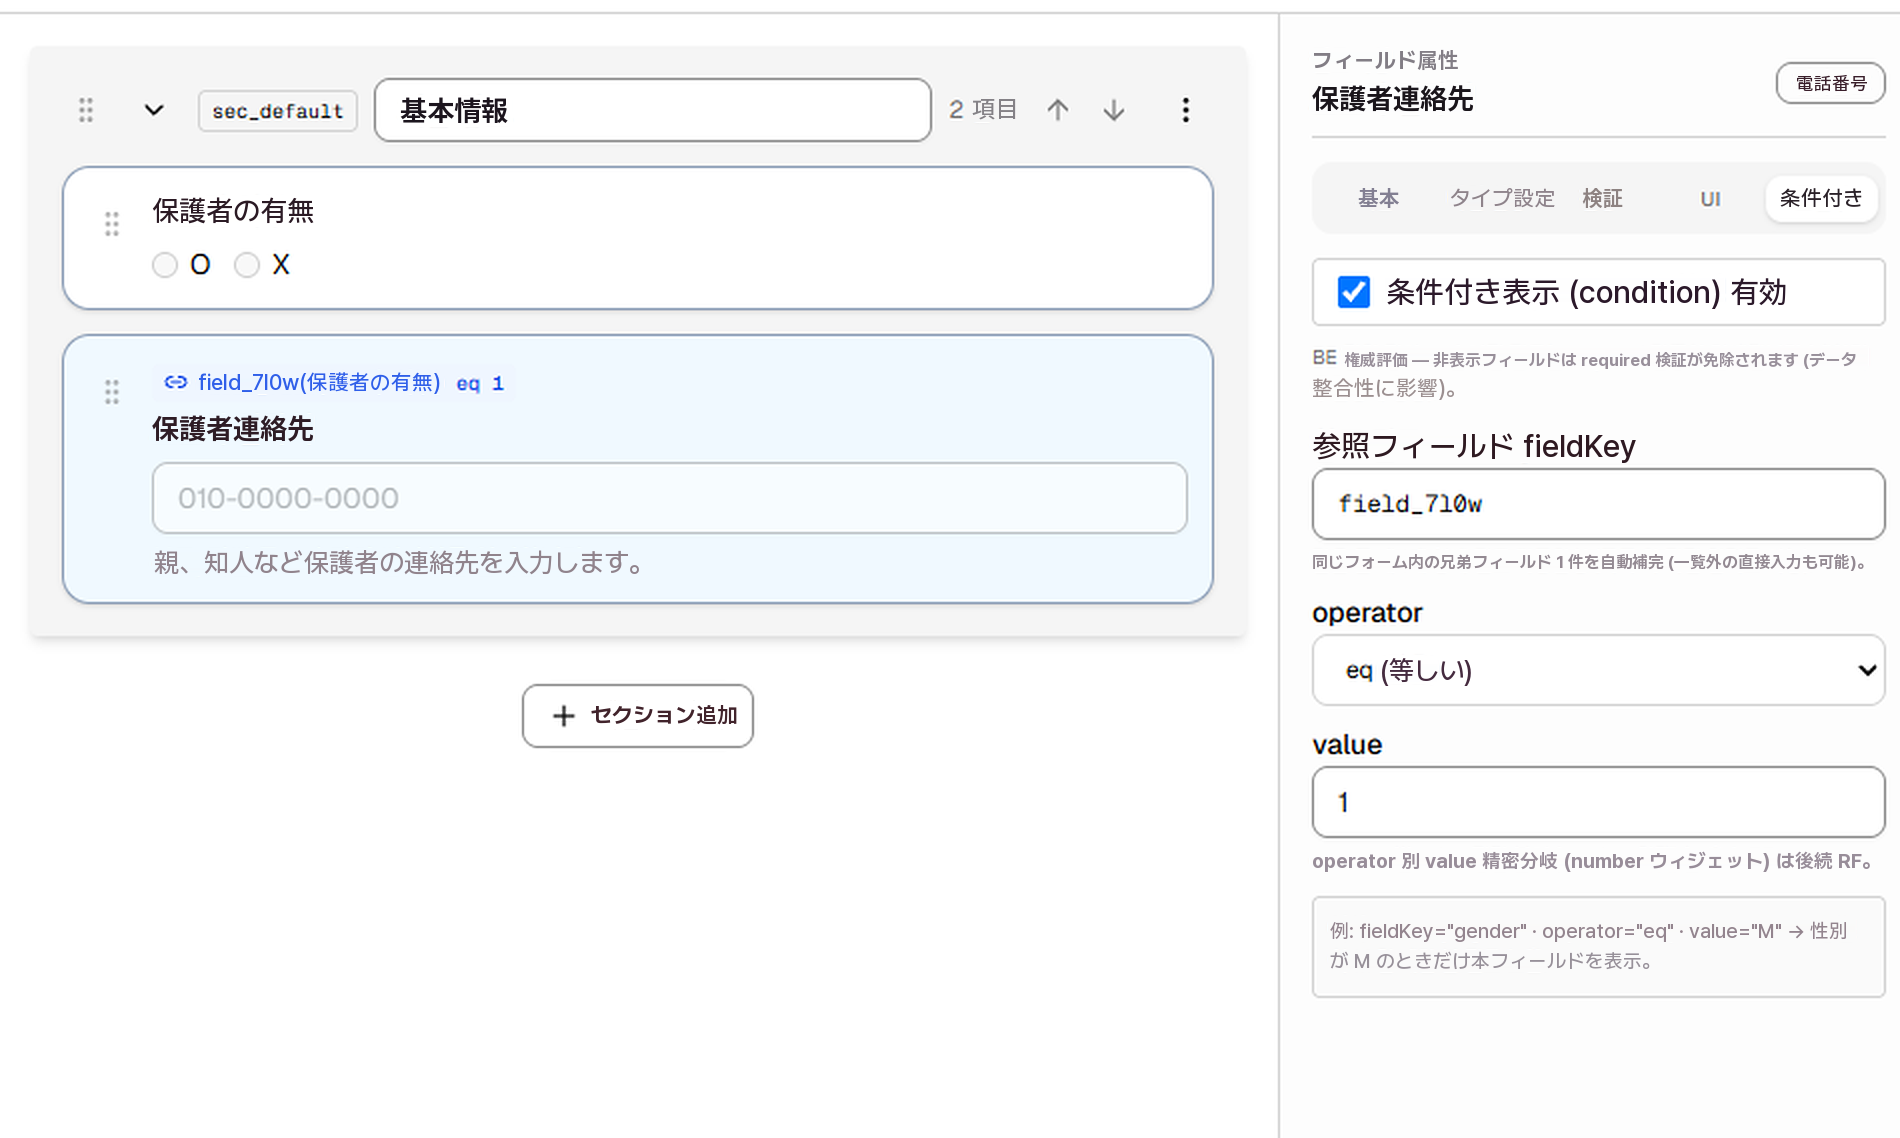 sec_default
基本情報
2 項目
保護者の有無
O X
field_7l0w(保護者の有無) eq 1
保護者連絡先
010-0000-0000
親、知人など保護者の連絡先を入力します。
セクション追加
フィールド属性
保護者連絡先
電話番号
基本 タイプ設定 検証 UI 条件付き
条件付き表示 (condition) 有効
BE 権威評価 — 非表示フィールドは required 検証が免除されます (データ
整合性に影響)。
参照フィールド fieldKey
field_7l0w
同じフォーム内の兄弟フィールド 1 件を自動補完 (一覧外の直接入力も可能)。
operator
eq (等しい)
value
1
operator 別 value 精密分岐 (number ウィジェット) は後続 RF。
例: fieldKey="gender" · operator="eq" · value="M" → 性別
が M のときだけ本フィールドを表示。